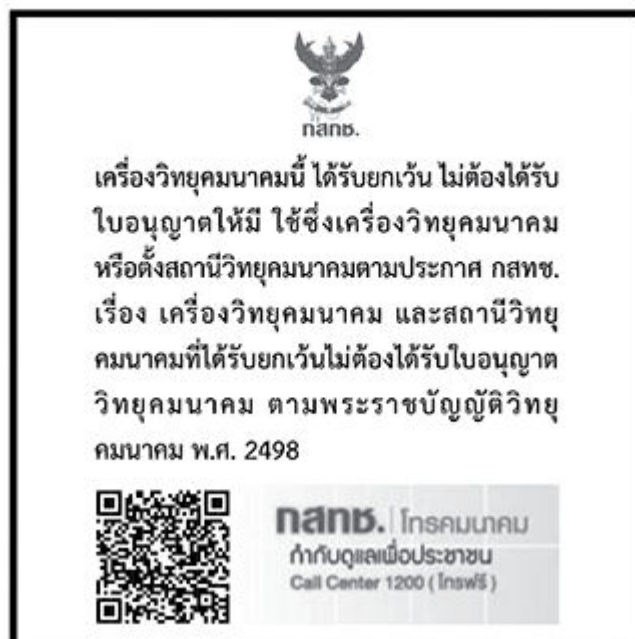 กสทช.
เครื่องวิทยุคมนาคมนี้ ได้รับยกเว้น ไม่ต้องได้รับ
ใบอนุญาตให้มี ใช้ซึ่งเครื่องวิทยุคมนาคม
หรือตั้งสถานีวิทยุคมนาคมตามประกาศ กสทช.
เรื่อง เครื่องวิทยุคมนาคม และสถานีวิทยุ
คมนาคมที่ได้รับยกเว้นไม่ต้องได้รับใบอนุญาต
วิทยุคมนาคม ตามพระราชบัญญัติวิทยุ
คมนาคม พ.ศ. 2498
กสทช. | โทรคมนาคม
กำกับดูแลเพื่อประชาชน
Call Center 1200 ( โทรฟรี )